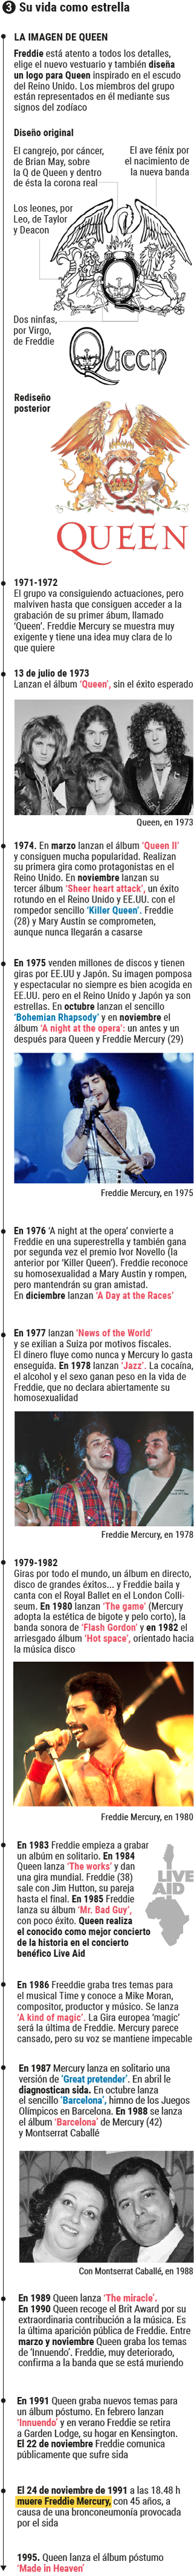 3 Su vida como estrella
LA IMAGEN DE QUEEN
Freddie está atento a todos los detalles,
elige el nuevo vestuario y también diseña
un logo para Queen inspirado en el escudo
del Reino Unido. Los miembros del grupo
están representados en él mediante sus
signos del zodíaco
Diseño original
El cangrejo, por cáncer,
de Brian May, sobre
la Q de Queen y dentro
de ésta la corona real
El ave fénix por
el nacimiento de
la nueva banda
Los leones, por
Leo, de Taylor
y Deacon
Dos ninfas,
por Virgo,
de Freddie
Queen
Rediseño
posterior
QUEEN
1971-1972
El grupo va consiguiendo actuaciones, pero
malviven hasta que consiguen acceder a la
grabación de su primer álbum, llamado
‘Queen’. Freddie Mercury se muestra muy
exigente y tiene una idea muy clara de lo
que quiere
13 de julio de 1973
Lanzan el álbum ‘Queen’, sin el éxito esperado
Queen, en 1973
1974. En marzo lanzan el álbum ‘Queen II’
y consiguen mucha popularidad. Realizan
su primera gira como protagonistas en el
Reino Unido. En noviembre lanzan su
tercer álbum ‘Sheer heart attack’, un éxito
rotundo en el Reino Unido y EE.UU. con el
rompedor sencillo ‘Killer Queen’. Freddie
(28) y Mary Austin se comprometen,
aunque nunca llegarán a casarse
En 1975 venden millones de discos y tienen
giras por EE.UU y Japón. Su imagen pomposa
y espectacular no siempre es bien acogida en
EE.UU. pero en el Reino Unido y Japón ya son
estrellas. En octubre lanzan el sencillo
‘Bohemian Rhapsody’ y en noviembre el
álbum ‘A night at the opera’: un antes y un
después para Queen y Freddie Mercury (29)
Freddie Mercury, en 1975
En 1976 ‘A night at the opera’ convierte a
Freddie en una superestrella y también gana
por segunda vez el premio Ivor Novello (la
anterior por ‘Killer Queen’). Freddie reconoce
su homosexualidad a Mary Austin y rompen,
pero mantendrán su gran amistad.
En diciembre lanzan ‘A Day at the Races’
En 1977 lanzan ‘News of the World’
y se exilian a Suiza por motivos fiscales.
El dinero fluye como nunca y Mercury lo gasta
enseguida. En 1978 lanzan ‘Jazz’. La cocaína,
el alcohol y el sexo ganan peso en la vida de
Freddie, que no declara abiertamente su
homosexualidad
Freddie Mercury, en 1978
1979-1982
Giras por todo el mundo, un álbum en directo,
disco de grandes éxitos... y Freddie baila y
canta con el Royal Ballet en el London Colli-
seum. En 1980 lanzan ‘The game’ (Mercury
adopta la estética de bigote y pelo corto), la
banda sonora de ‘Flash Gordon’ y en 1982 el
arriesgado álbum ‘Hot space’, orientado hacia
la música disco
Freddie Mercury, en 1980
En 1983 Freddie empieza a grabar
un albúm en solitario. En 1984
Queen lanza ‘The works’ y dan
una gira mundial. Freddie (38)
sale con Jim Hutton, su pareja
hasta el final. En 1985 Freddie
lanza su álbum ‘Mr. Bad Guy’,
con poco éxito. Queen realiza
el conocido como mejor concierto
de la historia en el concierto
benéfico Live Aid
LIVE
AID
En 1986 Freddie graba tres temas para
el musical Time y conoce a Mike Moran,
compositor, productor y músico. Se lanza
‘A kind of magic’. La Gira europea ‘magic’
será la última de Freddie. Mercury parece
cansado, pero su voz se mantiene impecable
En 1987 Mercury lanza en solitario una
versión de ‘Great pretender’. En abril le
diagnostican sida. En octubre lanza
el sencillo ‘Barcelona’, himno de los Juegos
Olímpicos en Barcelona. En 1988 se lanza
el álbum ‘Barcelona’ de Mercury (42)
y Montserrat Caballé
Con Montserrat Caballé, en 1988
En 1989 Queen lanza ‘The miracle’.
En 1990 Queen recoge el Brit Award por su
extraordinaria contribución a la música. Es
la última aparición pública de Freddie. Entre
marzo y noviembre Queen graba los temas
de ‘Innuendo’. Freddie, muy deteriorado,
confirma a la banda que se está muriendo
En 1991 Queen graba nuevos temas para
un álbum póstumo. En febrero lanzan
‘Innuendo’ y en verano Freddie se retira
a Garden Lodge, su hogar en Kensington.
El 22 de noviembre Freddie comunica
públicamente que sufre sida
El 24 de noviembre de 1991 a las 18.48 h
muere Freddie Mercury, con 45 años, a
causa de una bronconeumonía provocada
por el sida
1995. Queen lanza el álbum póstumo
‘Made in Heaven’